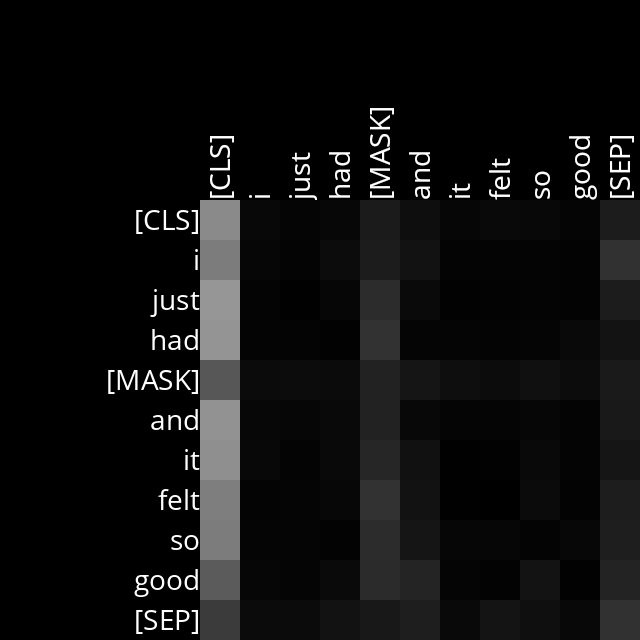 [CLS] i just had [MASK] and it felt so good [SEP]
[CLS]
i
just
had
[MASK]
and
it
felt
so
good
[SEP]